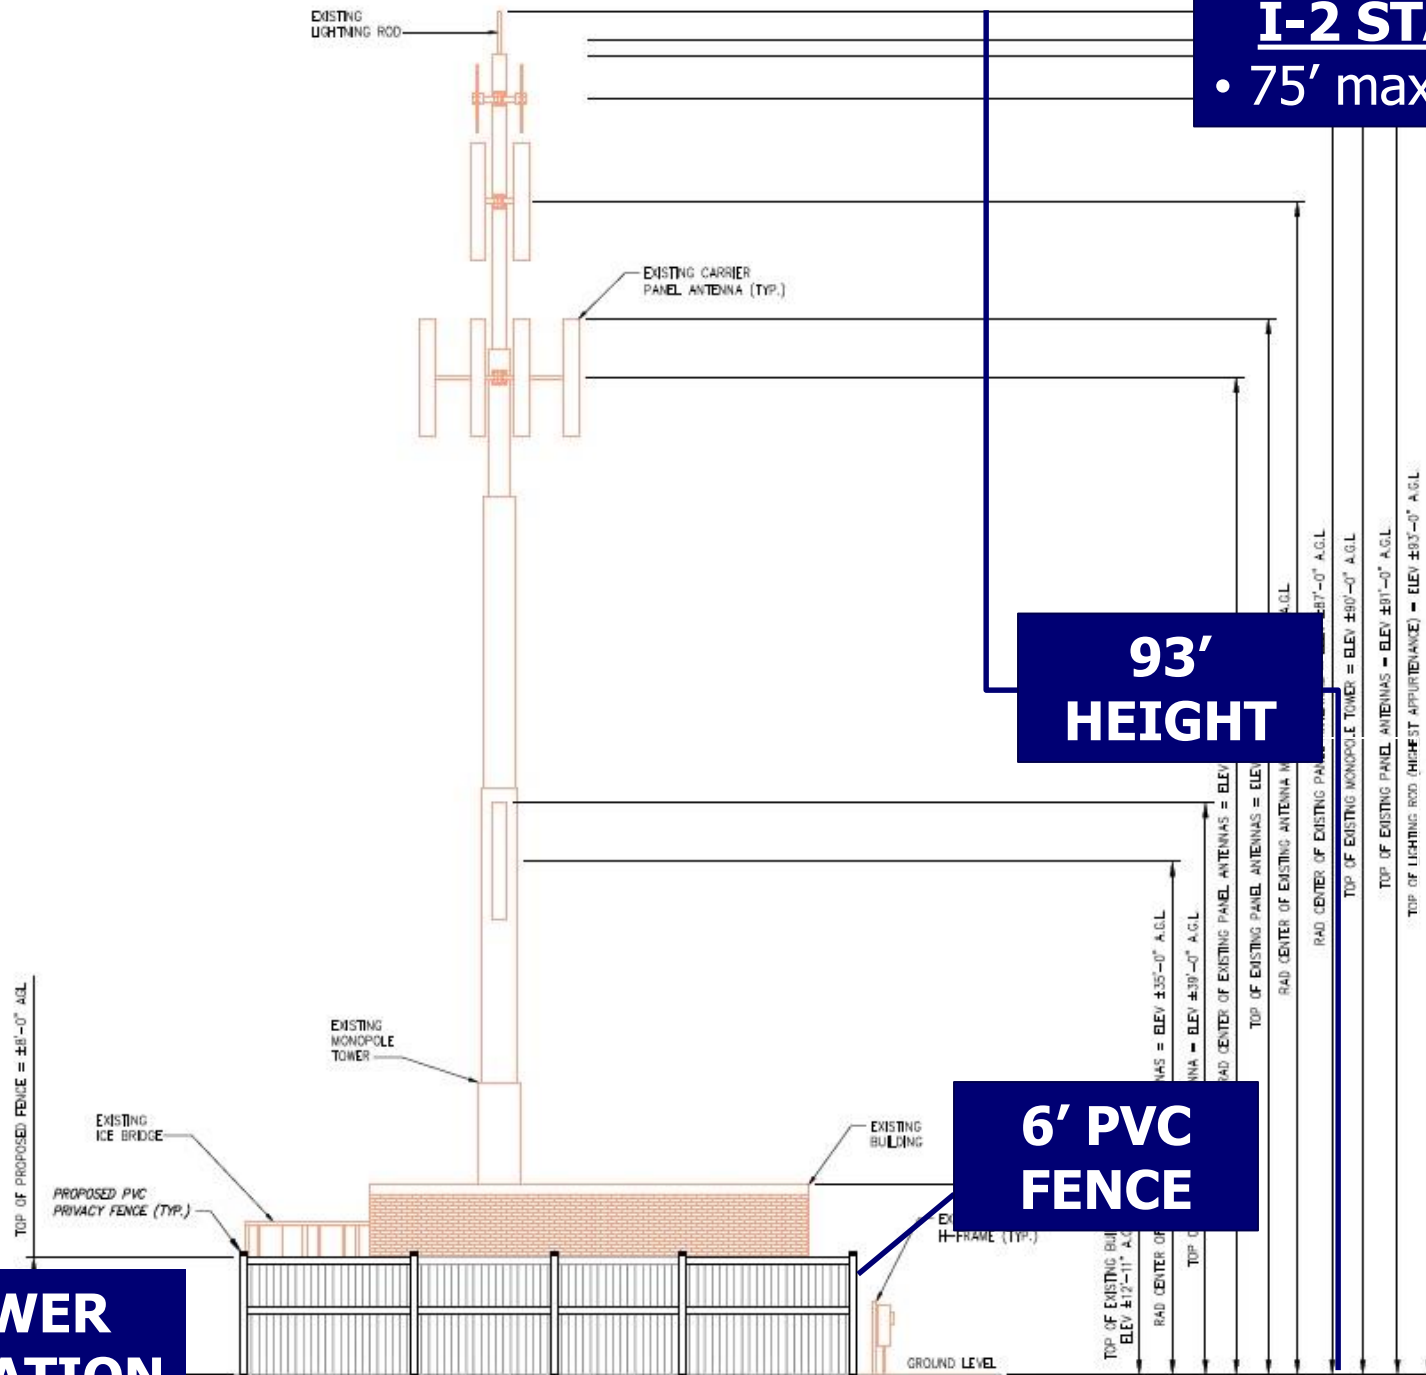 EXISTING
LIGHTNING ROD
I-2 STA
• 75’ max
EXISTING CARRIER
PANEL ANTENNA (TYP.)
93’
HEIGHT
EXISTING
MONOPOLE
TOWER
EXISTING
ICE BRIDGE
PROPOSED PVC
PRIVACY FENCE (TYP.)
EXISTING
BUILDING
6’ PVC
FENCE
H-FRAME (TYP.)
GROUND LEVEL
WER
ATION
TOP OF PROPOSED FENCE = ±8'-0" AGL
TOP OF EXISTING BUI
ELEV ±12'-11" A.G
RAD CENTER OF
NAS = ELEV ±35'-0" A.G.L
TOP O
NNA = ELEV ±39'-0" A.G.L
RAD CENTER OF EXISTING PANEL ANTENNAS = ELEV
TOP OF EXISTING PANEL ANTENNAS = ELEV
RAD CENTER OF EXISTING ANTENNA M
A.G.L
RAD CENTER OF EXISTING PAN
±87'-0" A.G.L
TOP OF EXISTING MONOPOLE TOWER = ELEV ±90'-0" A.G.L
TOP OF EXISTING PANEL ANTENNAS = ELEV ±91'-0" A.G.L
TOP OF LIGHTING ROD (HIGHEST APPURTENANCE) = ELEV ±93'-0" A.G.L